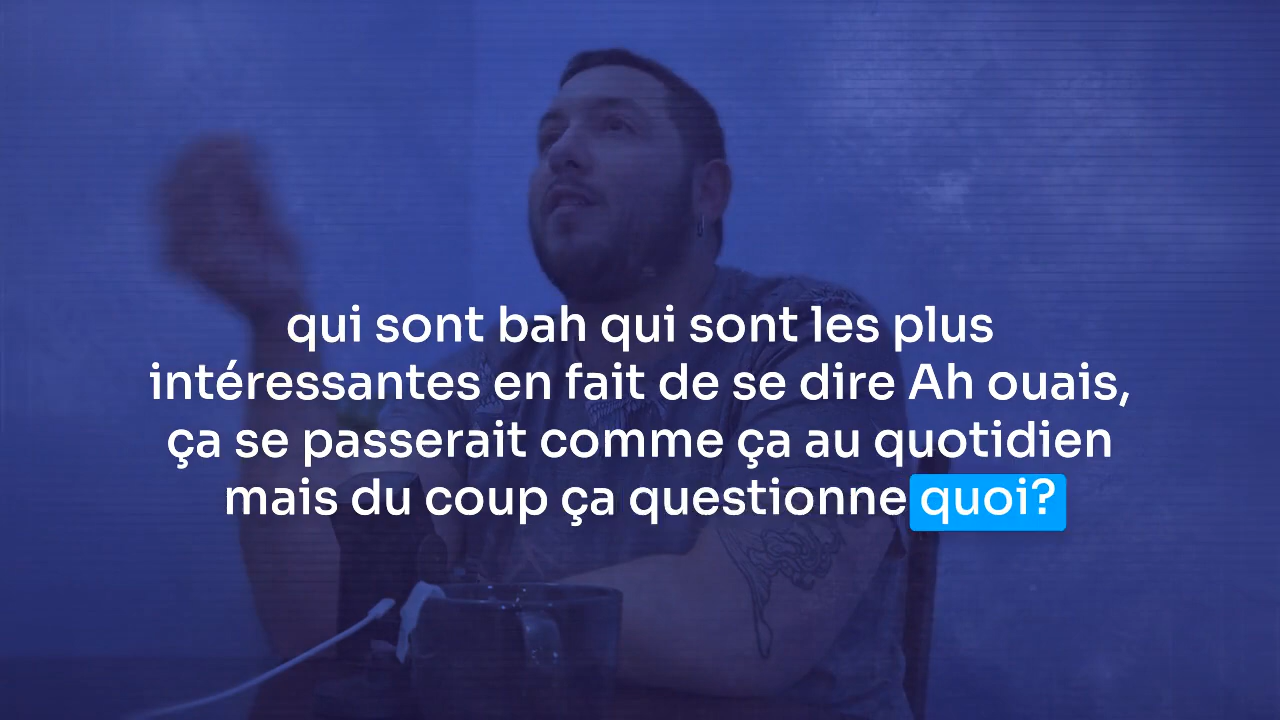 qui sont bah qui sont les plus
intéressantes en fait de se dire Ah ouais,
ça se passerait comme ça au quotidien
mais du coup ça questionne quoi?